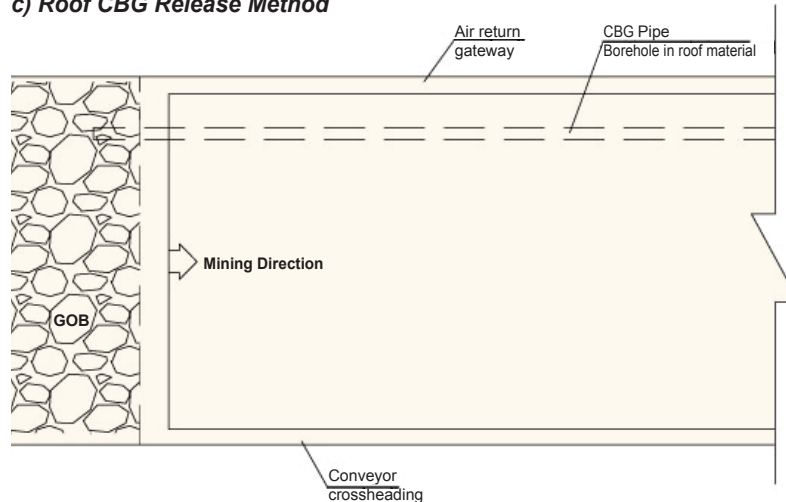 c) Roof CBG Release Method
Air return
gateway
CBG Pipe
Borehole in roof material
Mining Direction
GOB
Conveyor
crossheading